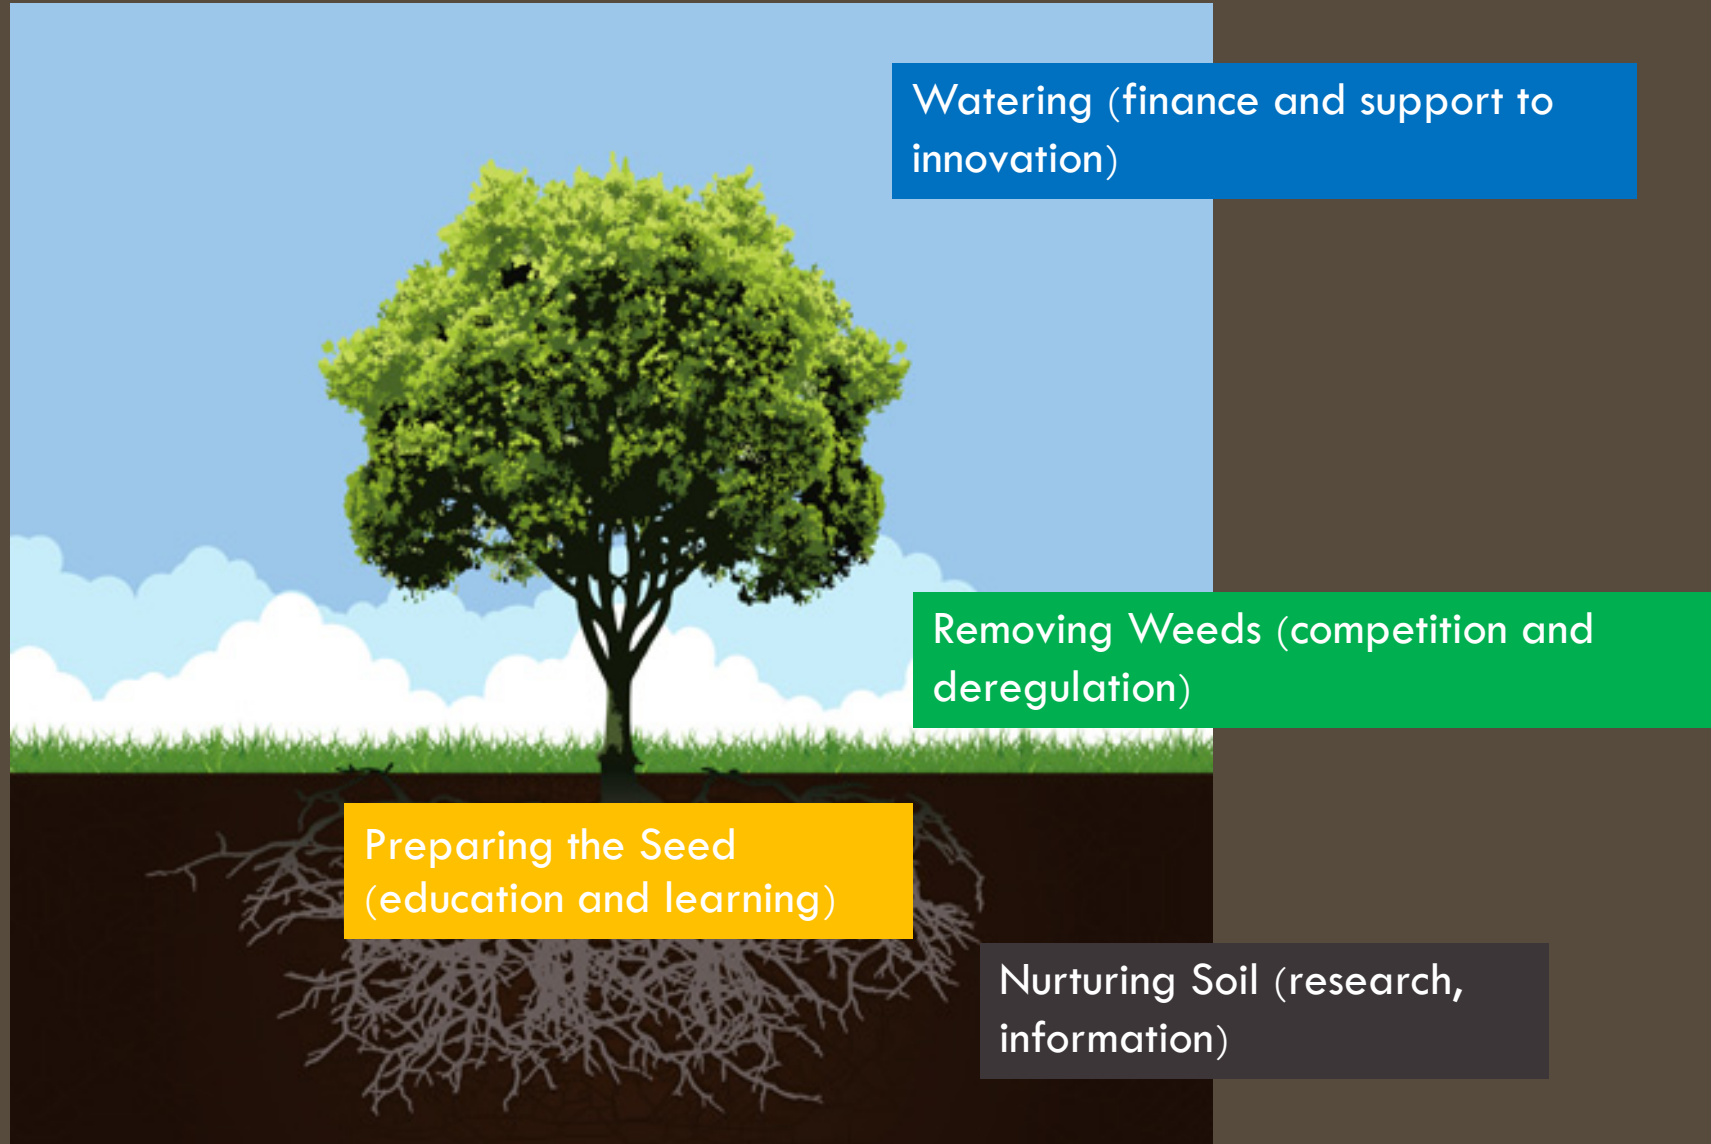 Watering (finance and support to
innovation)
Removing Weeds (competition and
deregulation)
Preparing the Seed
(education and learning)
Nurturing Soil (research,
information)